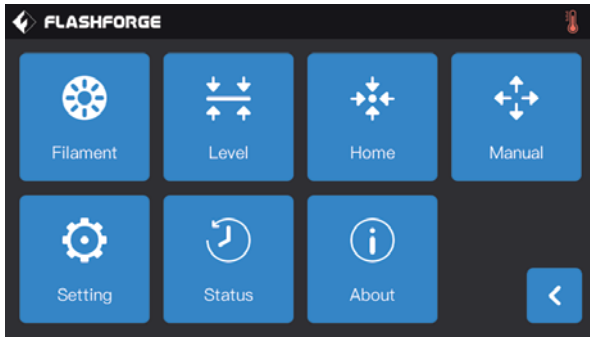 FLASHFORGE
Filament
Level
Home
Manual
Setting
Status
About